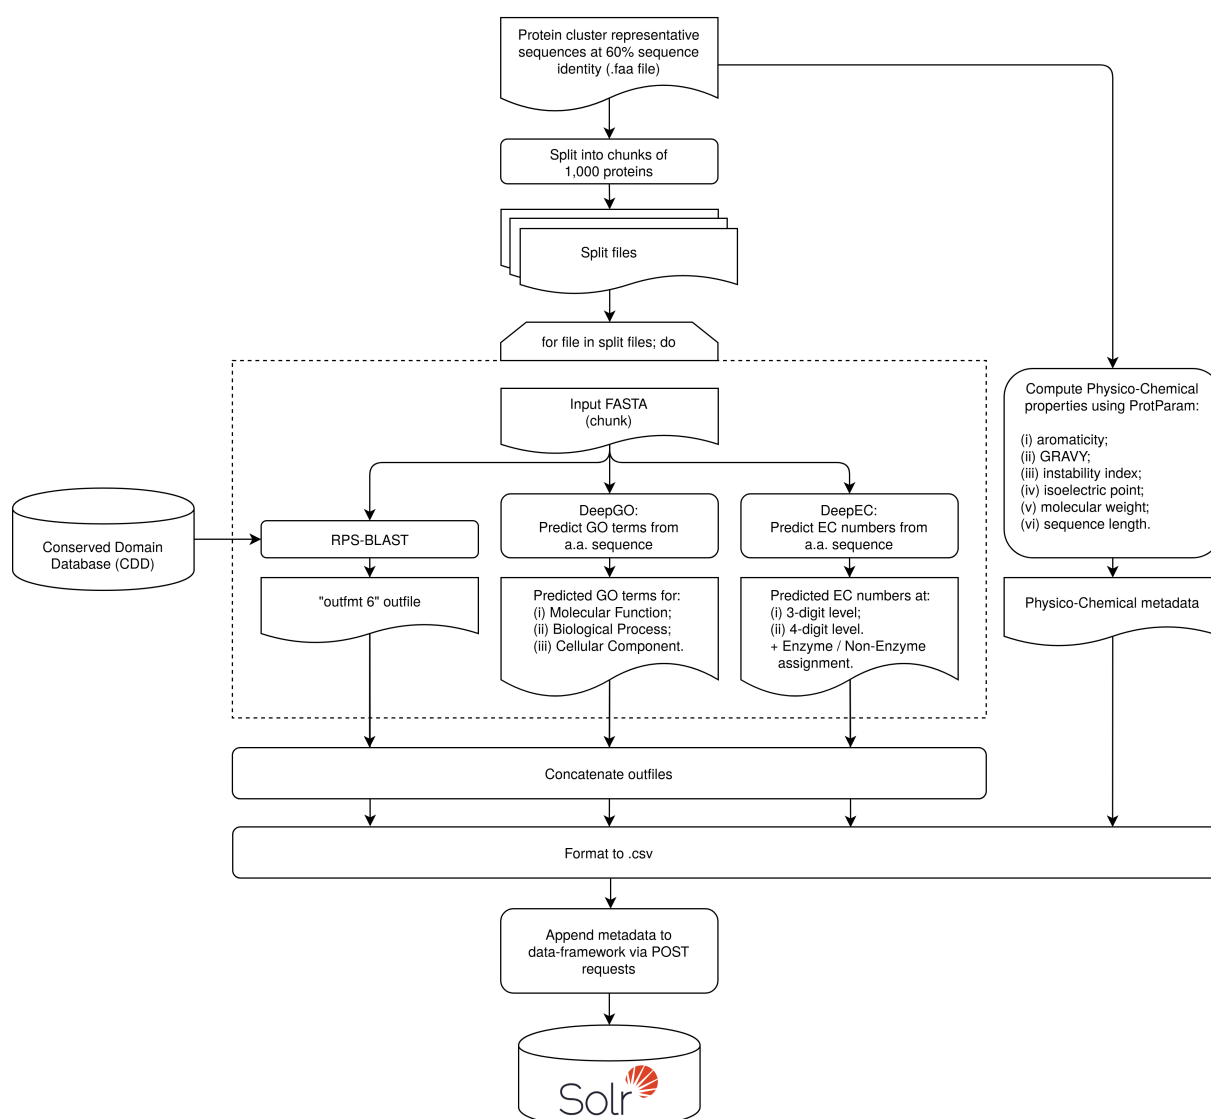 Protein cluster representative
sequences at 60% sequence
identity (.faa file)
Split into chunks of
1,000 proteins
Split files
for file in split files; do
Input FASTA
(chunk)
Compute Physico-Chemical
properties using ProtParam:
(i) aromaticity;
(ii) GRAVY;
(iii) instability index;
(iv) isoelectric point;
(v) molecular weight;
(vi) sequence length.
Conserved Domain
Database (CDD)
RPS-BLAST
DeepGO:
Predict GO terms from
a.a. sequence
DeepEC:
Predict EC numbers from
a.a. sequence
"outfmt 6" outfile
Predicted GO terms for:
(i) Molecular Function;
(ii) Biological Process;
(iii) Cellular Component.
Predicted EC numbers at:
(i) 3-digit level;
(ii) 4-digit level.
+ Enzyme / Non-Enzyme
assignment.
Physico-Chemical metadata
Concatenate outfiles
Format to .csv
Append metadata to
data-framework via POST
requests
Solr